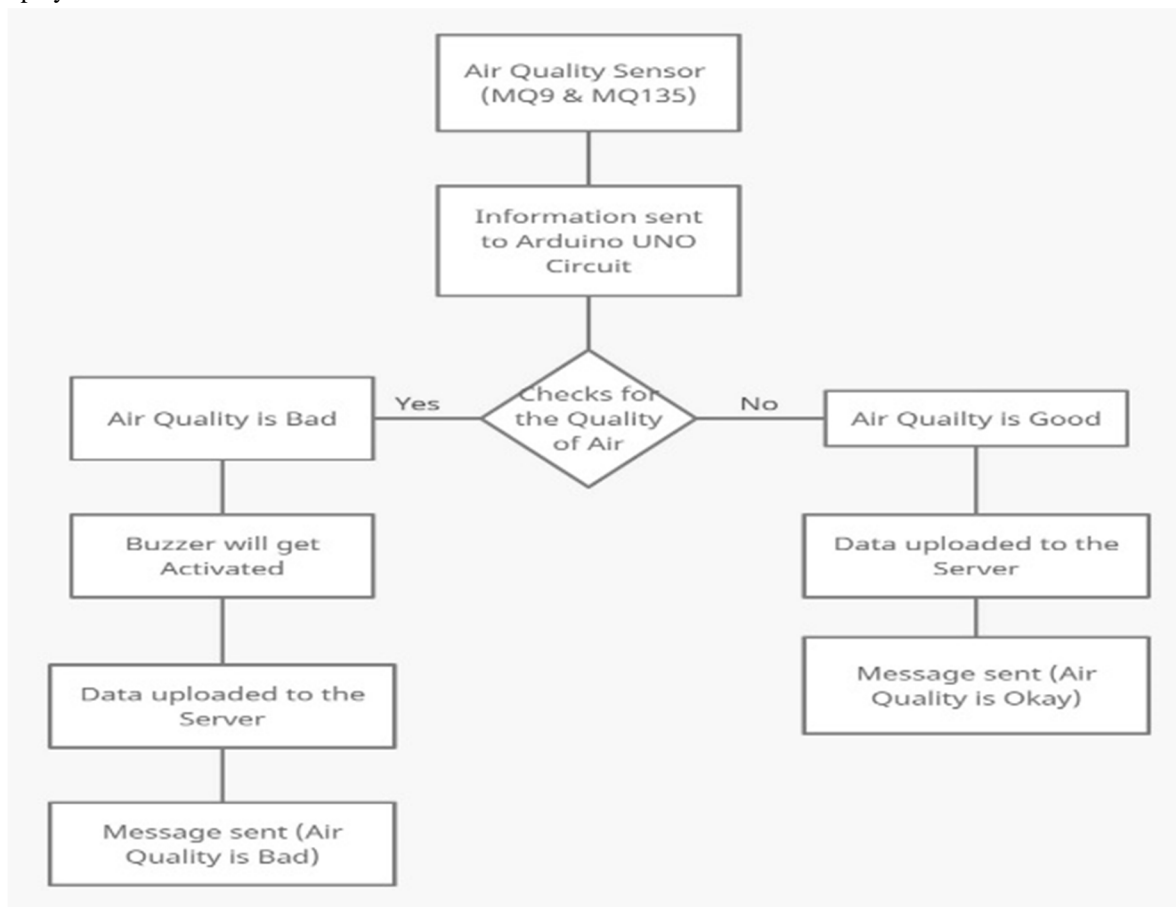 Air Quality Sensor
(MQ9 & MQ135)
Information sent
to Arduino UNO
Circuit
Checks for
the Quality
of Air
Yes
No
Air Quality is Bad
Air Quailty is Good
Buzzer will get
Activated
Data uploaded to the
Server
Data uploaded to the
Server
Message sent (Air
Quality is Okay)
Message sent (Air
Quality is Bad)